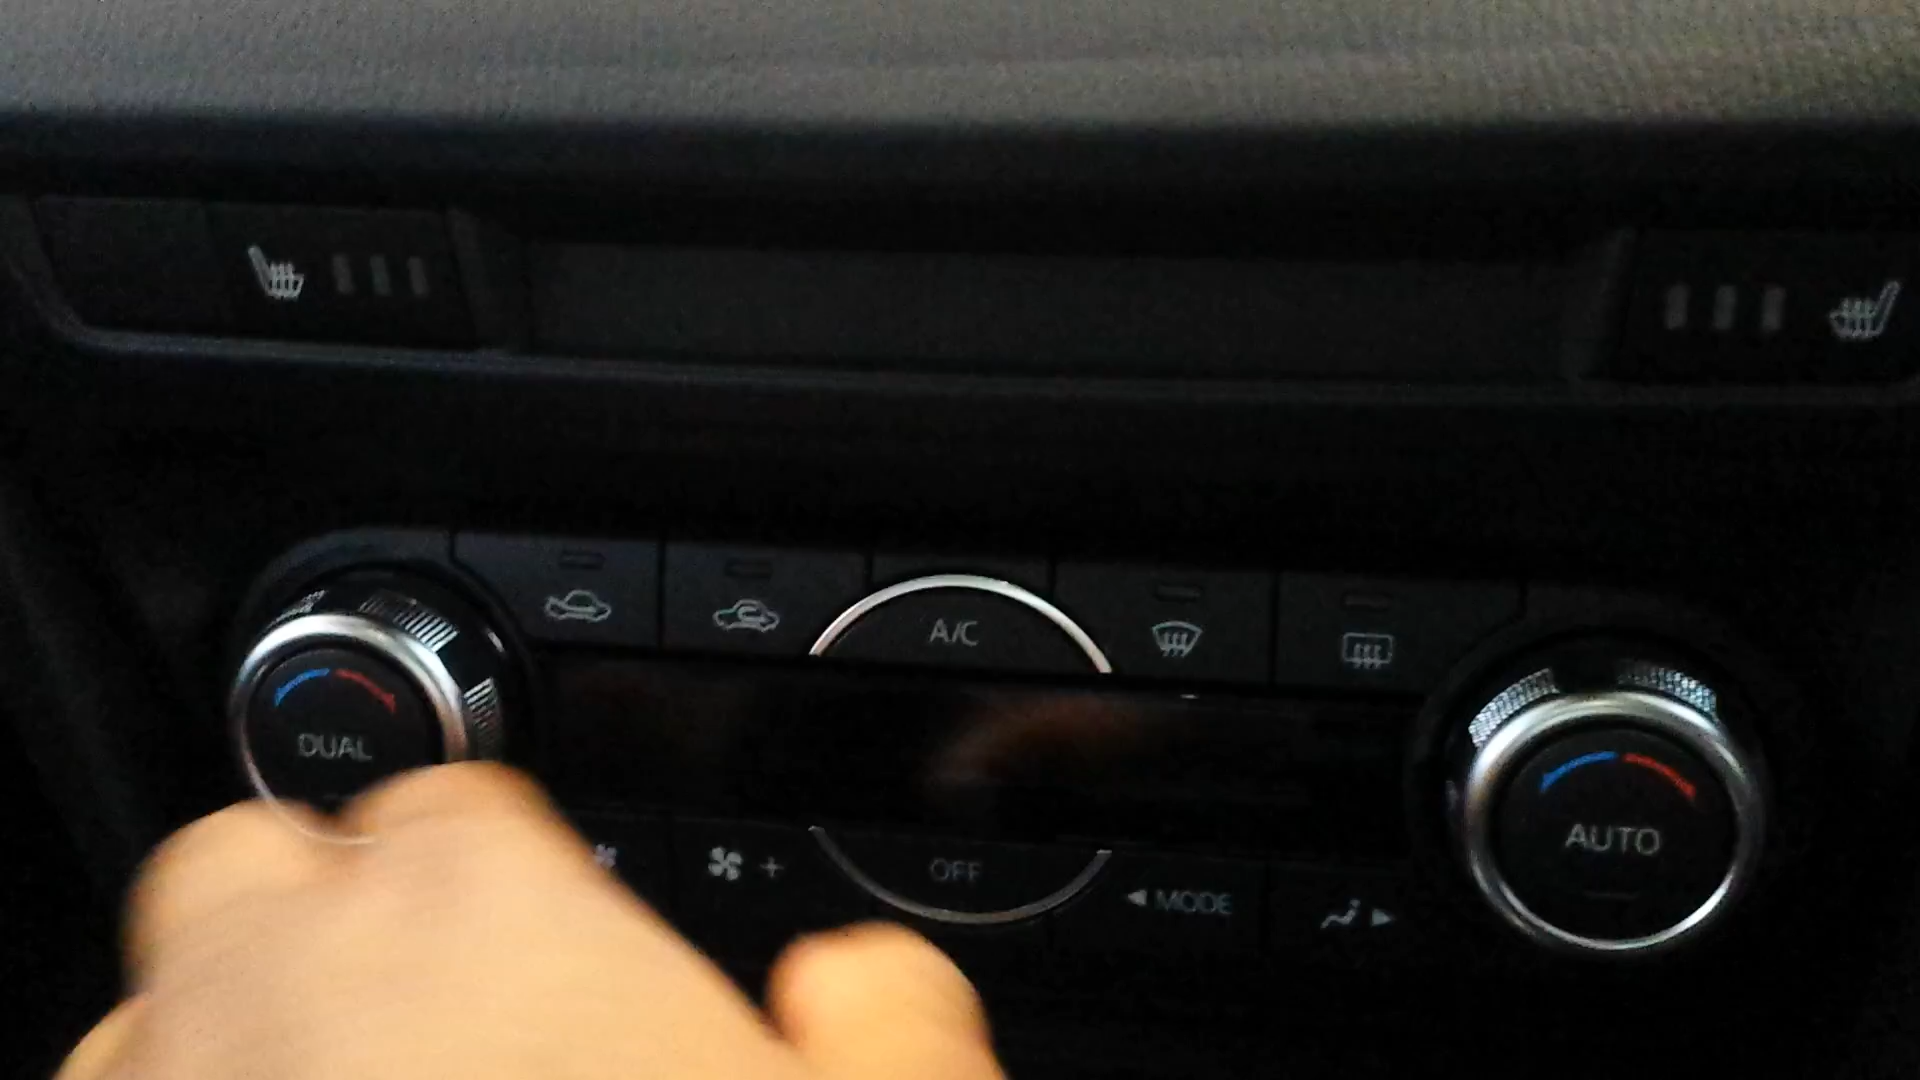 A/C
DUAL
AUTO
+
OFF
◀ MODE
▶